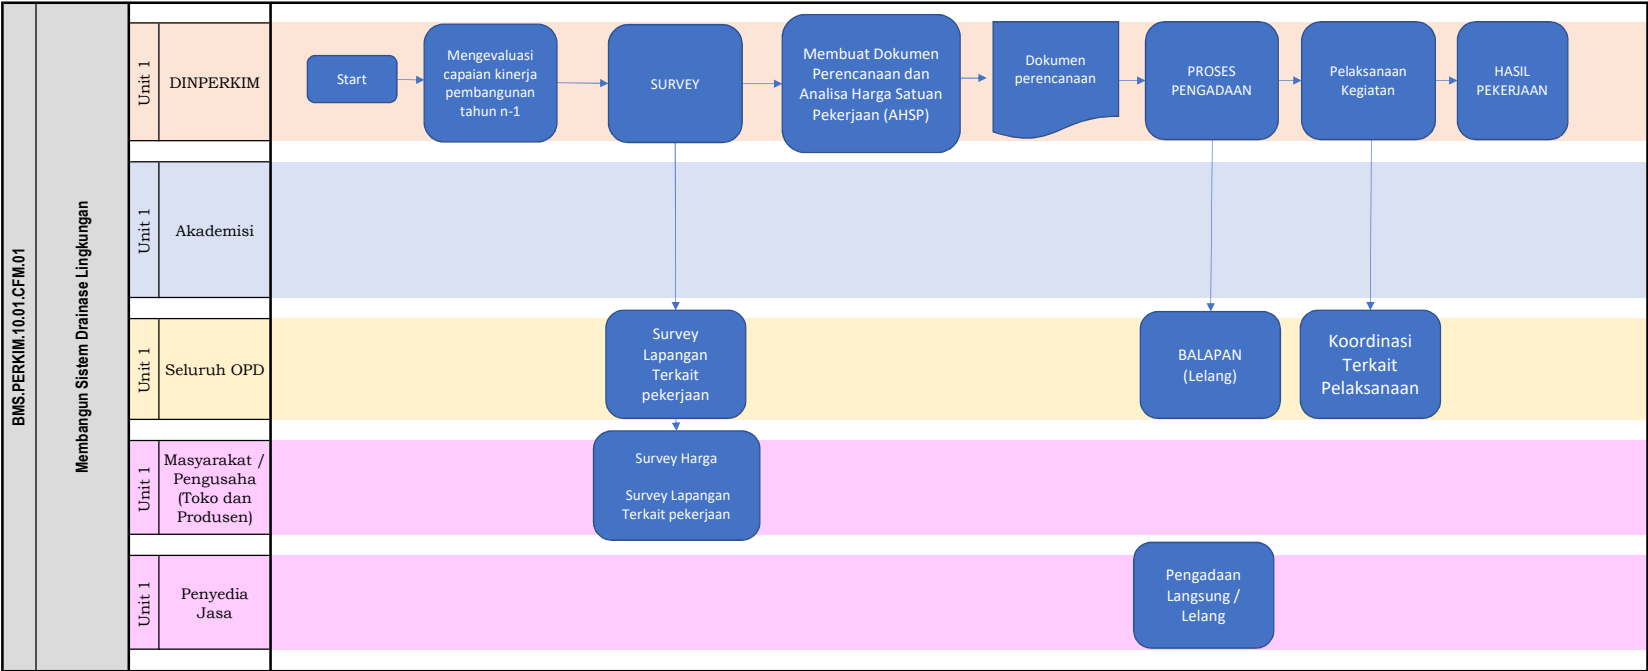 BMS.PERKIM.10.01.CFM.01
Membangun Sistem Drainase Lingkungan
Unit 1
DINPERKIM
Start
Mengevaluasi
capaian kinerja
pembangunan
tahun n-1
SURVEY
Membuat Dokumen
Perencanaan dan
Analisa Harga Satuan
Pekerjaan (AHSP)
Dokumen
perencanaan
PROSES
PENGADAAN
Pelaksanaan
Kegiatan
HASIL
PEKERJAAN
Unit 1
Akademisi
Unit 1
Seluruh OPD
Survey
Lapangan
Terkait
pekerjaan
BALAPAN
(Lelang)
Koordinasi
Terkait
Pelaksanaan
Unit 1
Masyarakat /
Pengusaha
(Toko dan
Produsen)
Survey Harga
Survey Lapangan
Terkait pekerjaan
Unit 1
Penyedia
Jasa
Pengadaan
Langsung /
Lelang